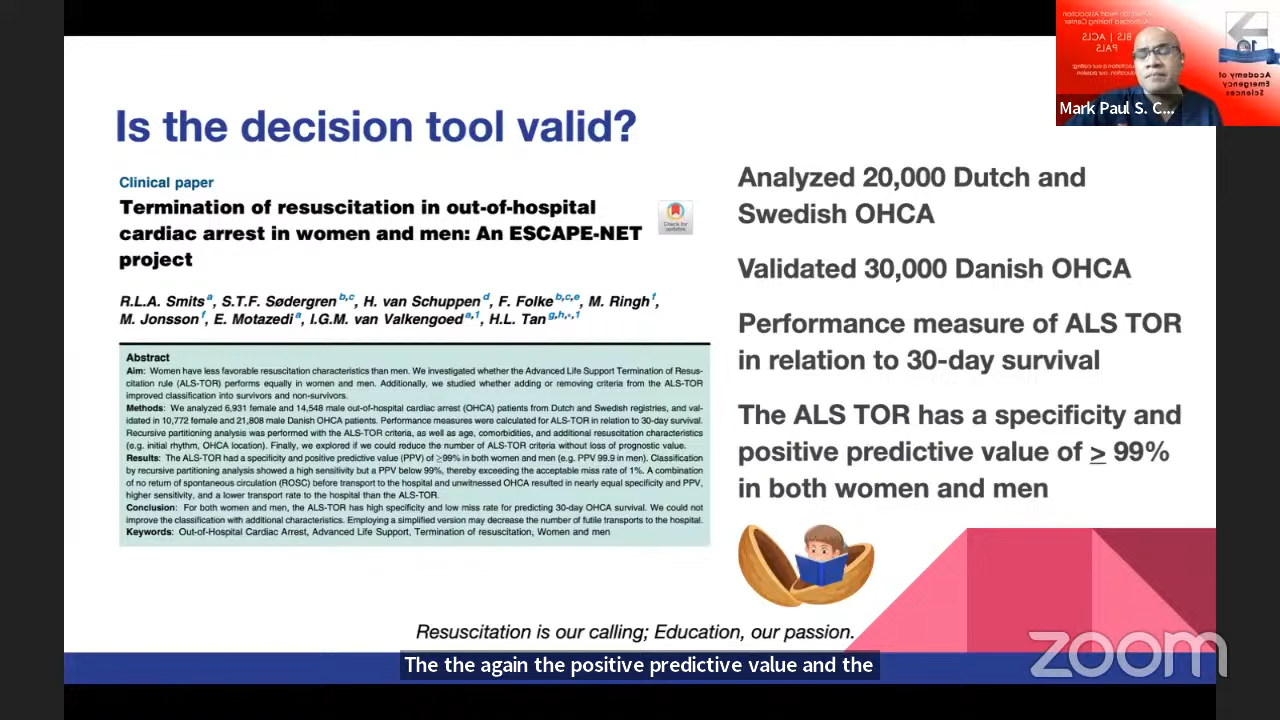 Is the decision tool valid?
Clinical paper
Termination of resuscitation in out-of-hospital
cardiac arrest in women and men: An ESCAPE-NET
project
Check for
updates
R.L.A. Smits a, S.T.F. Sødergren b,c, H. van Schuppen d, F. Folke b,c,e, M. Ringh f,
M. Jonsson f, E. Motazedi a, I.G.M. van Valkengoed a,1, H.L. Tan g,h,*,1
Abstract
Aim: Women have less favorable resuscitation characteristics than men. We investigated whether the Advanced Life Support Termination of Resus-
citation rule (ALS-TOR) performs equally in women and men. Additionally, we studied whether adding or removing criteria from the ALS-TOR
improved classification into survivors and non-survivors.
Methods: We analyzed 6,931 female and 14,548 male out-of-hospital cardiac arrest (OHCA) patients from Dutch and Swedish registries, and val-
idated in 10,772 female and 21,808 male Danish OHCA patients. Performance measures were calculated for ALS-TOR in relation to 30-day survival.
Recursive partitioning analysis was performed with the ALS-TOR criteria, as well as age, comorbidities, and additional resuscitation characteristics
(e.g. initial rhythm, OHCA location). Finally, we explored if we could reduce the number of ALS-TOR criteria without loss of prognostic value.
Results: The ALS-TOR had a specificity and positive predictive value (PPV) of ≥99% in both women and men (e.g. PPV 99.9 in men). Classification
by recursive partitioning analysis showed a high sensitivity but a PPV below 99%, thereby exceeding the acceptable miss rate of 1%. A combination
of no return of spontaneous circulation (ROSC) before transport to the hospital and unwitnessed OHCA resulted in nearly equal specificity and PPV,
higher sensitivity, and a lower transport rate to the hospital than the ALS-TOR.
Conclusion: For both women and men, the ALS-TOR has high specificity and low miss rate for predicting 30-day OHCA survival. We could not
improve the classification with additional characteristics. Employing a simplified version may decrease the number of futile transports to the hospital.
Keywords: Out-of-Hospital Cardiac Arrest, Advanced Life Support, Termination of resuscitation, Women and men
Analyzed 20,000 Dutch and
Swedish OHCA
Validated 30,000 Danish OHCA
Performance measure of ALS TOR
in relation to 30-day survival
The ALS TOR has a specificity and
positive predictive value of ≥ 99%
in both women and men
Resuscitation is our calling; Education, our passion.
The the again the positive predictive value and the
zoom
BLS | ACLS
PALS
Academy of
Emergency
Sciences
Mark Paul S. C...